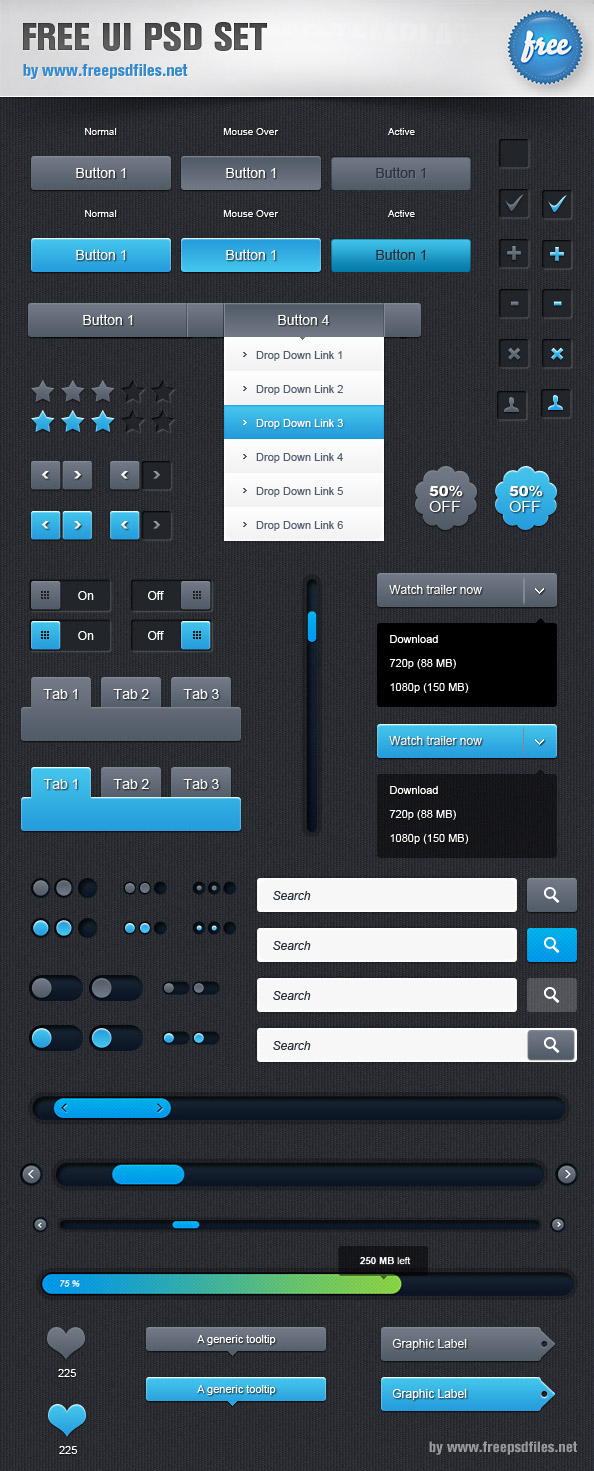 FREE UI PSD SET
by www.freepsdfiles.net
free
Normal
Mouse Over
Active
Button 1
Button 1
Button 1
Normal
Mouse Over
Active
Button 1
Button 1
Button 1
Button 1
Button 4
Drop Down Link 1
Drop Down Link 2
Drop Down Link 3
Drop Down Link 4
Drop Down Link 5
Drop Down Link 6
50%
OFF
50%
OFF
On
Off
On
Off
Tab 1
Tab 2
Tab 3
Tab 1
Tab 2
Tab 3
Watch trailer now
Download
720p (88 MB)
1080p (150 MB)
Watch trailer now
Download
720p (88 MB)
1080p (150 MB)
Search
Search
Search
Search
250 MB left
75 %
225
225
A generic tooltip
A generic tooltip
Graphic Label
Graphic Label
by www.freepsdfiles.net